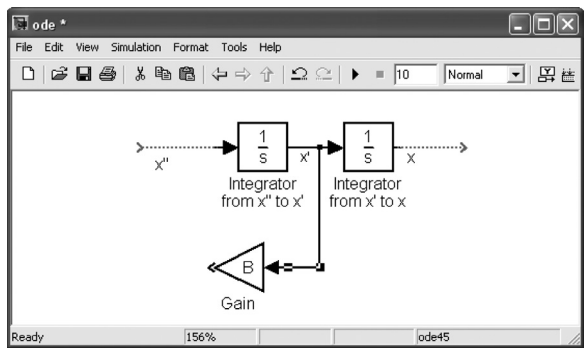 ode *
File Edit View Simulation Format Tools Help
10 Normal
1
s
1
s
x"
x'
x
Integrator
from x" to x'
Integrator
from x' to x
B
Gain
Ready 156% ode45